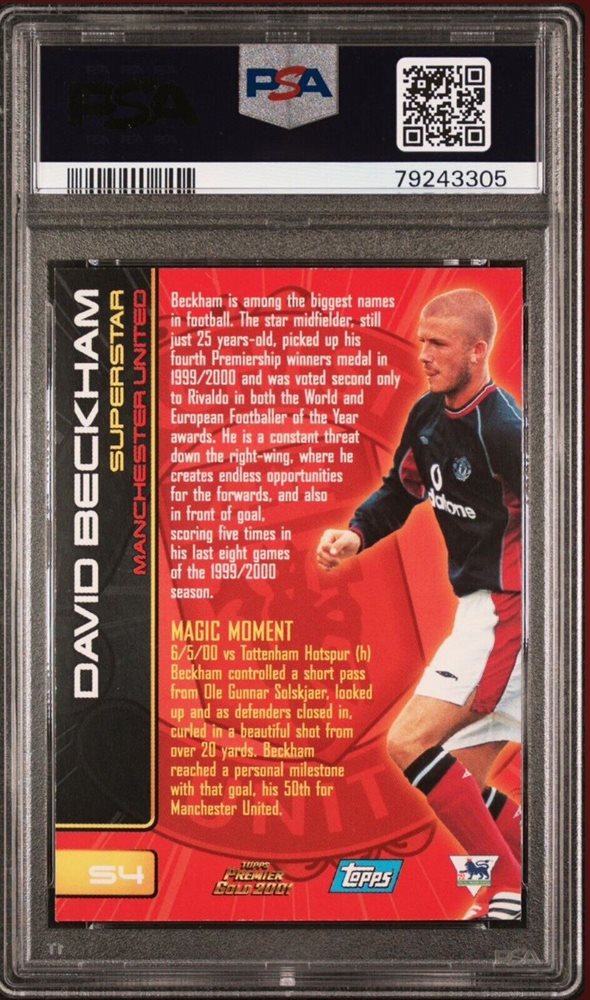 PSA
PSA
79243305
DAVID BECKHAM
SUPERSTAR
MANCHESTER UNITED
Beckham is among the biggest names
in football. The star midfielder, still
just 25 years-old, picked up his
fourth Premiership winners medal in
1999/2000 and was voted second only
to Rivaldo in both the World and
European Footballer of the Year
awards. He is a constant threat
down the right-wing, where he
creates endless opportunities
for the forwards, and also
in front of goal,
scoring five times in
his last eight games
of the 1999/2000
season.
MAGIC MOMENT
6/5/00 vs Tottenham Hotspur (h)
Beckham controlled a short pass
from Ole Gunnar Solskjaer, looked
up and as defenders closed in,
curled in a beautiful shot from
over 20 yards. Beckham
reached a personal milestone
with that goal, his 50th for
Manchester United.
vodafone
UNITE
S4
TOPPS
PREMIER
GOLD 2001
topps
PSA